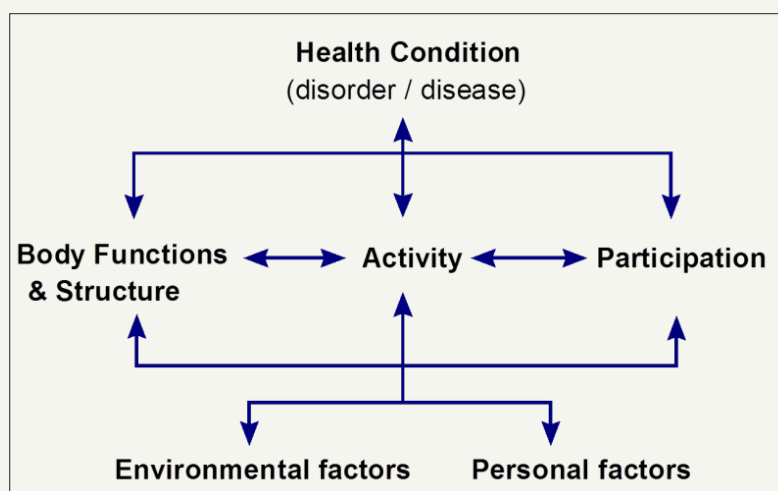 Health Condition
(disorder / disease)
Body Functions
& Structure
Activity
Participation
Environmental factors
Personal factors